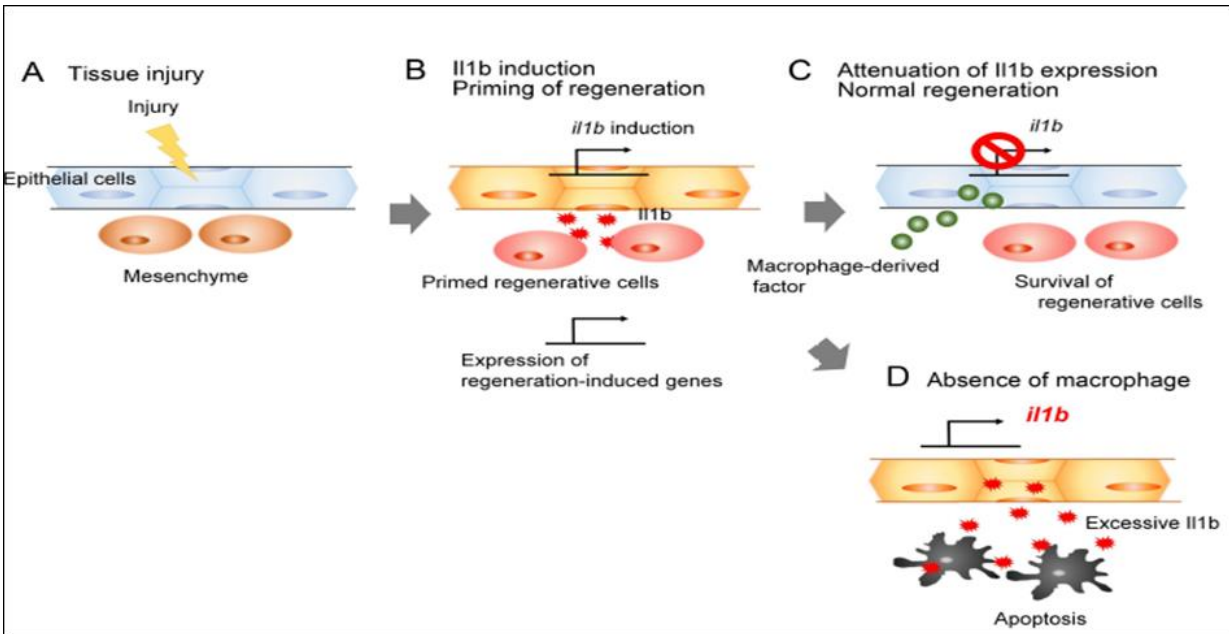 A Tissue injury
Injury
Epithelial cells
Mesenchyme
B Il1b induction
Priming of regeneration
il1b induction
Il1b
Primed regenerative cells
Expression of
regeneration-induced genes
C Attenuation of Il1b expression
Normal regeneration
il1b
Macrophage-derived
factor
Survival of
regenerative cells
D Absence of macrophage
il1b
Excessive Il1b
Apoptosis